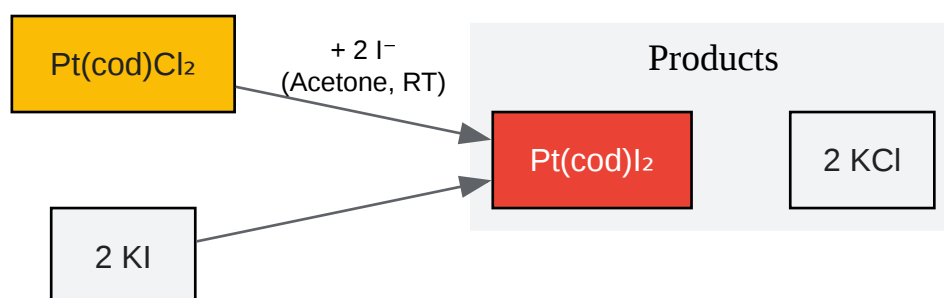 Pt(cod)Cl₂
+ 2 I⁻
(Acetone, RT)
Products
Pt(cod)I₂
2 KCl
2 KI